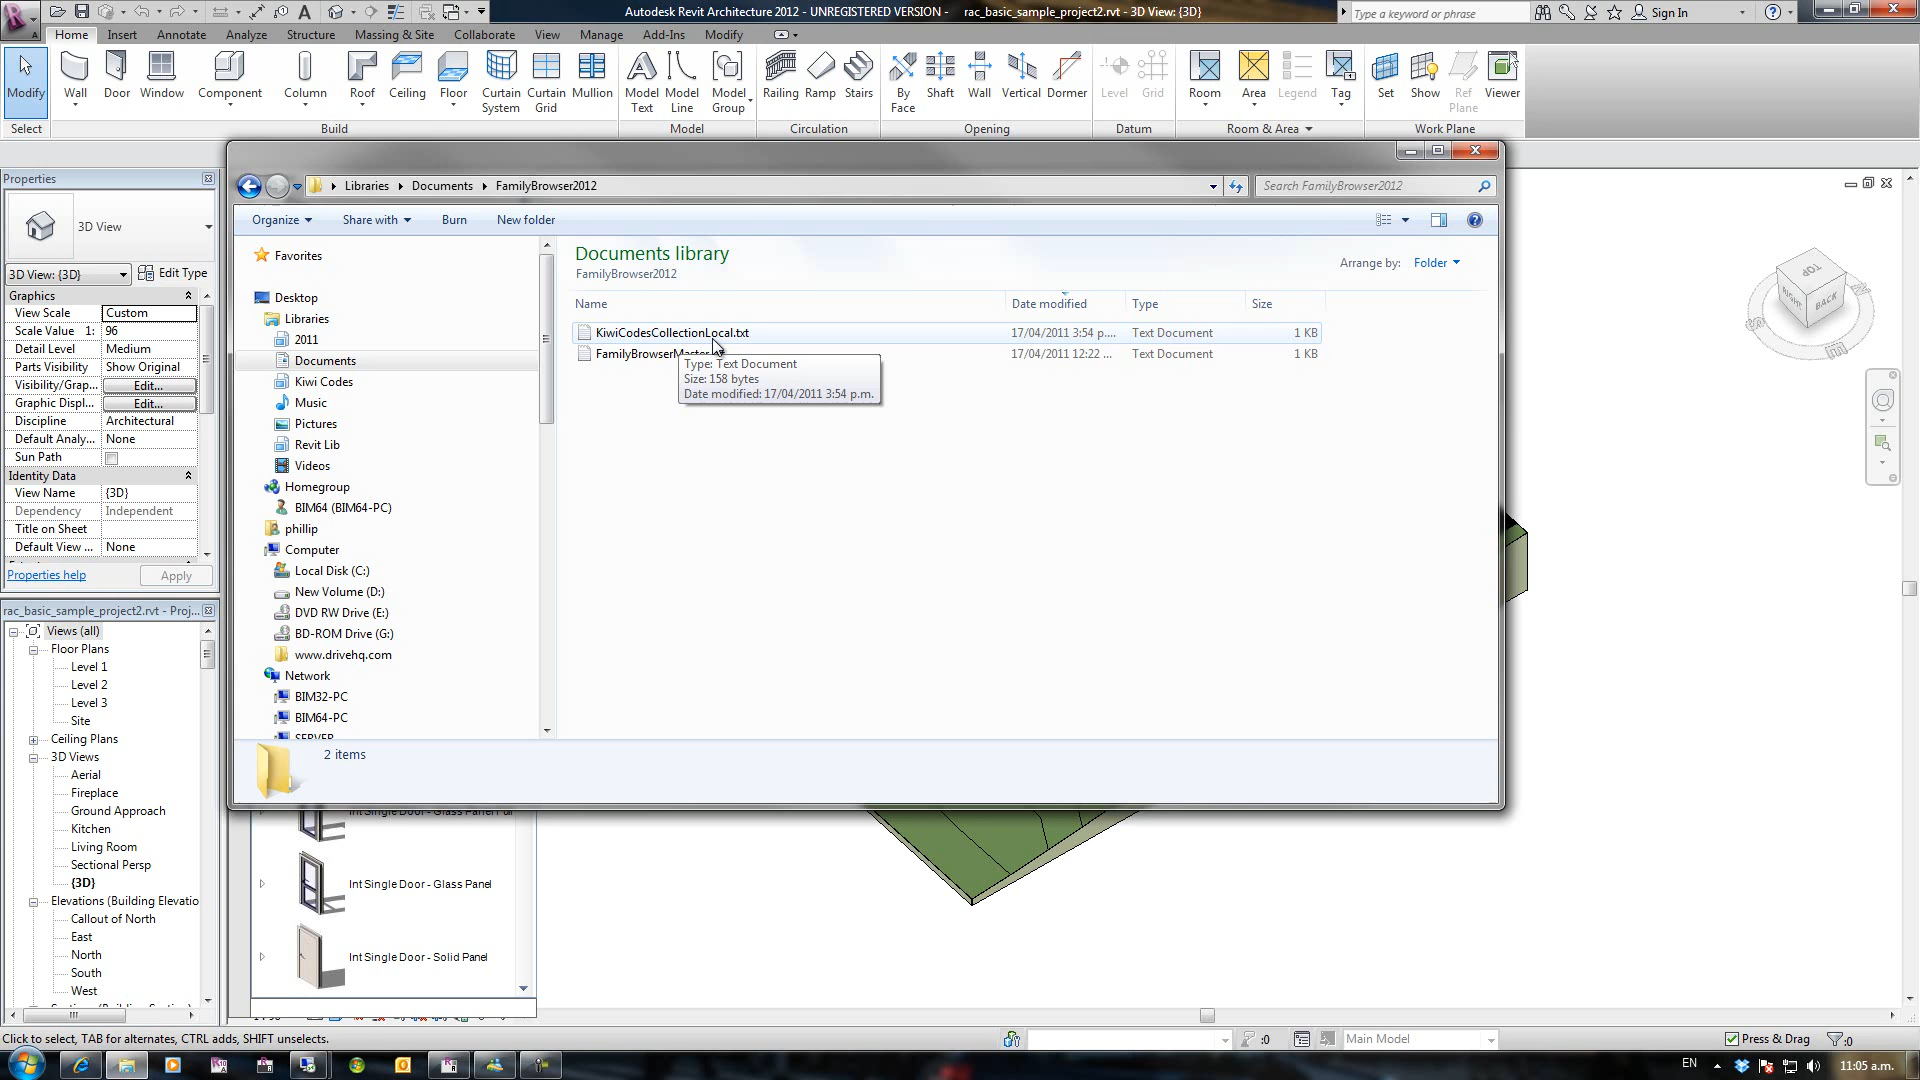 Autodesk Revit Architecture 2012 - UNREGISTERED VERSION - rac_basic_sample_project2.rvt - 3D View: {3D}
Type a keyword or phrase
Sign In
Home Insert Annotate Analyze Structure Massing & Site Collaborate View Manage Add-Ins Modify
Modify Wall Door Window Component Column Roof Ceiling Floor Curtain System Curtain Grid Mullion Model Text Model Line Model Group Railing Ramp Stairs By Face Shaft Wall Vertical Dormer Level Grid Room Area Legend Tag Set Show Ref Plane Viewer
Select Build Model Circulation Opening Datum Room & Area Work Plane
Properties
3D View
3D View: {3D} Edit Type
Graphics
View Scale Custom
Scale Value 1: 96
Detail Level Medium
Parts Visibility Show Original
Visibility/Grap... Edit...
Graphic Displ... Edit...
Discipline Architectural
Default Analy... None
Sun Path
Identity Data
View Name {3D}
Dependency Independent
Title on Sheet
Default View ... None
Properties help Apply
rac_basic_sample_project2.rvt - Proj...
Views (all)
Floor Plans
Level 1
Level 2
Level 3
Site
Ceiling Plans
3D Views
Aerial
Fireplace
Ground Approach
Kitchen
Living Room
Sectional Persp
{3D}
Elevations (Building Elevatio
Callout of North
East
North
South
West
Libraries Documents FamilyBrowser2012
Search FamilyBrowser2012
Organize Share with Burn New folder
Favorites
Desktop
Libraries
2011
Documents
Kiwi Codes
Music
Pictures
Revit Lib
Videos
Homegroup
BIM64 (BIM64-PC)
phillip
Computer
Local Disk (C:)
New Volume (D:)
DVD RW Drive (E:)
BD-ROM Drive (G:)
www.drivehq.com
Network
BIM32-PC
BIM64-PC
SERVER
Documents library
FamilyBrowser2012
Arrange by: Folder
Name Date modified Type Size
KiwiCodesCollectionLocal.txt 17/04/2011 3:54 p.... Text Document 1 KB
FamilyBrowserMaster 17/04/2011 12:22 ... Text Document 1 KB
Type: Text Document
Size: 158 bytes
Date modified: 17/04/2011 3:54 p.m.
2 items
Int Single Door - Glass Panel
Int Single Door - Solid Panel
TOP
RIGHT
BACK
Click to select, TAB for alternates, CTRL adds, SHIFT unselects.
:0
Main Model
Press & Drag
:0
EN
11:05 a.m.